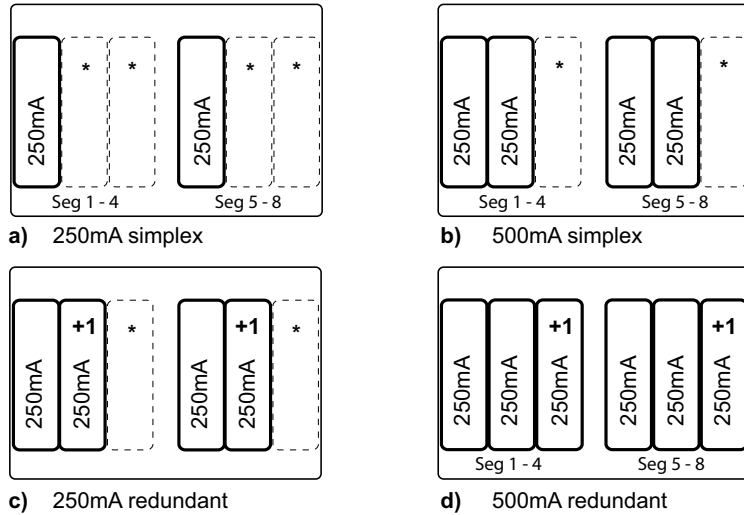 * * * * * *
250mA 250mA 250mA 250mA 250mA 250mA
Seg 1 - 4 Seg 5 - 8 Seg 1 - 4 Seg 5 - 8
a) 250mA simplex b) 500mA simplex
+1 * +1 * +1 +1
250mA 250mA 250mA 250mA 250mA 250mA 250mA 250mA 250mA 250mA
Seg 1 - 4 Seg 5 - 8
c) 250mA redundant d) 500mA redundant